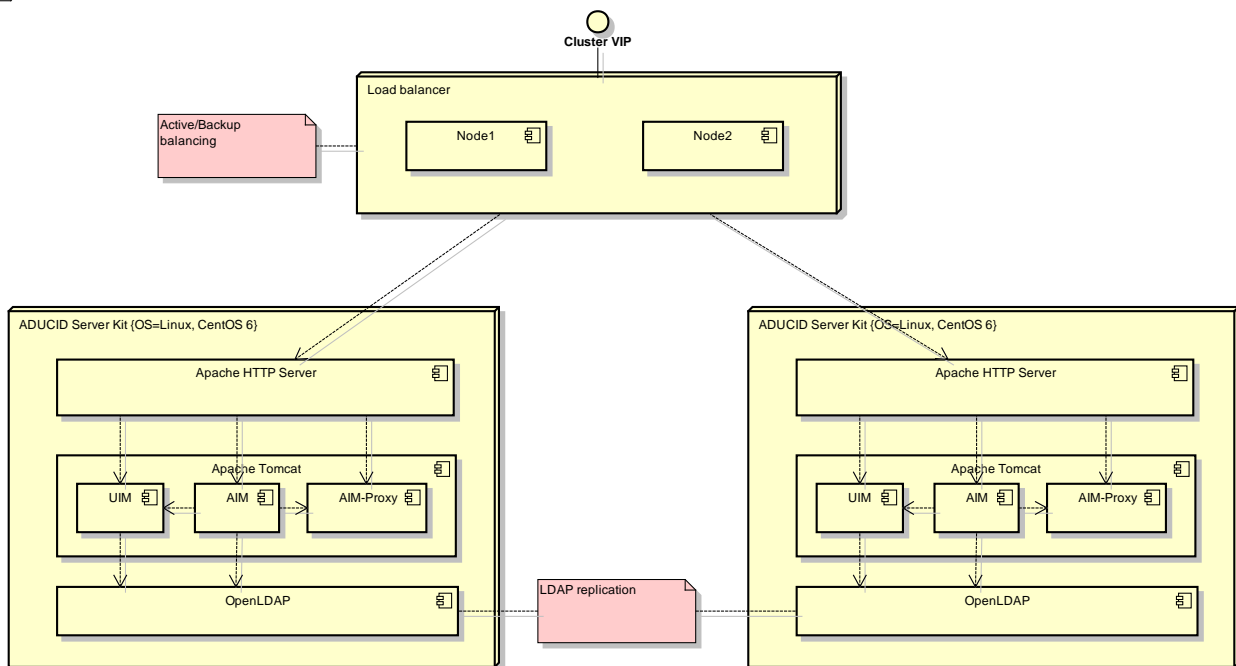 Cluster VIP
Load balancer
Active/Backup
balancing
Node1
Node2
ADUCID Server Kit {OS=Linux, CentOS 6}
Apache HTTP Server
Apache Tomcat
UIM
AIM
AIM-Proxy
OpenLDAP
LDAP replication
ADUCID Server Kit {OS=Linux, CentOS 6}
Apache HTTP Server
Apache Tomcat
UIM
AIM
AIM-Proxy
OpenLDAP